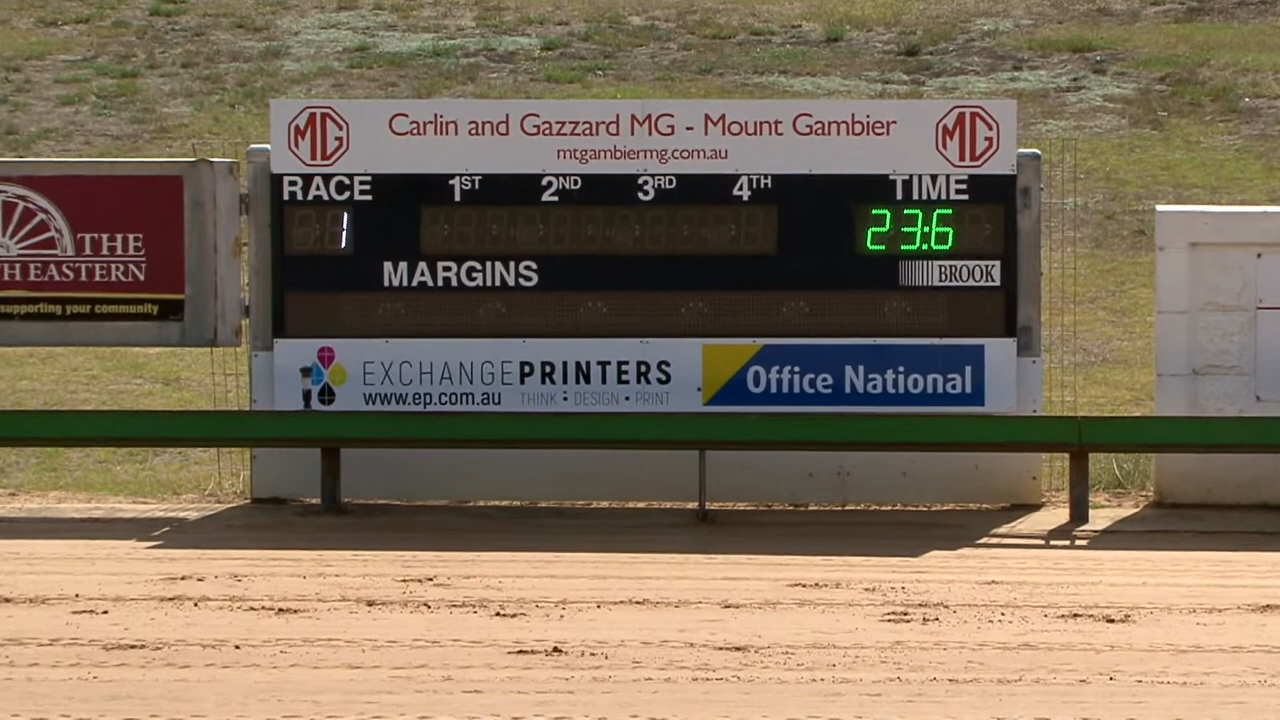 MG Carlin and Gazzard MG - Mount Gambier MG
mtgambiermg.com.au
RACE 1ST 2ND 3RD 4TH TIME
1 23:6
MARGINS BROOK
THE
H EASTERN
supporting your community
EXCHANGEPRINTERS
www.ep.com.au THINK : DESIGN • PRINT
Office National